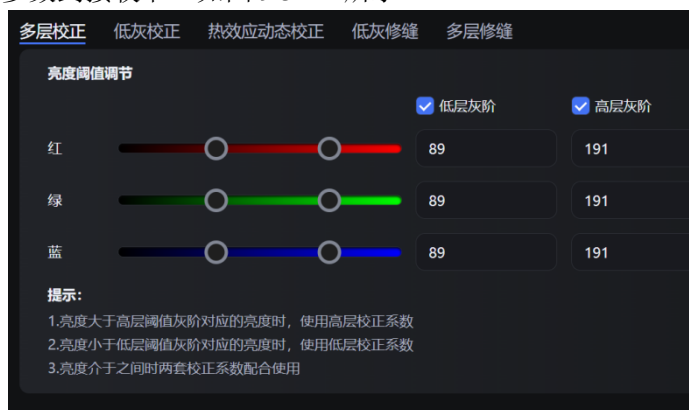 多层校正 低灰校正 热效应动态校正 低灰修缝 多层修缝
亮度阈值调节
低层灰阶 高层灰阶
红 89 191
绿 89 191
蓝 89 191
提示：
1.亮度大于高层阈值灰阶对应的亮度时，使用高层校正系数
2.亮度小于低层阈值灰阶对应的亮度时，使用低层校正系数
3.亮度介于之间时两套校正系数配合使用